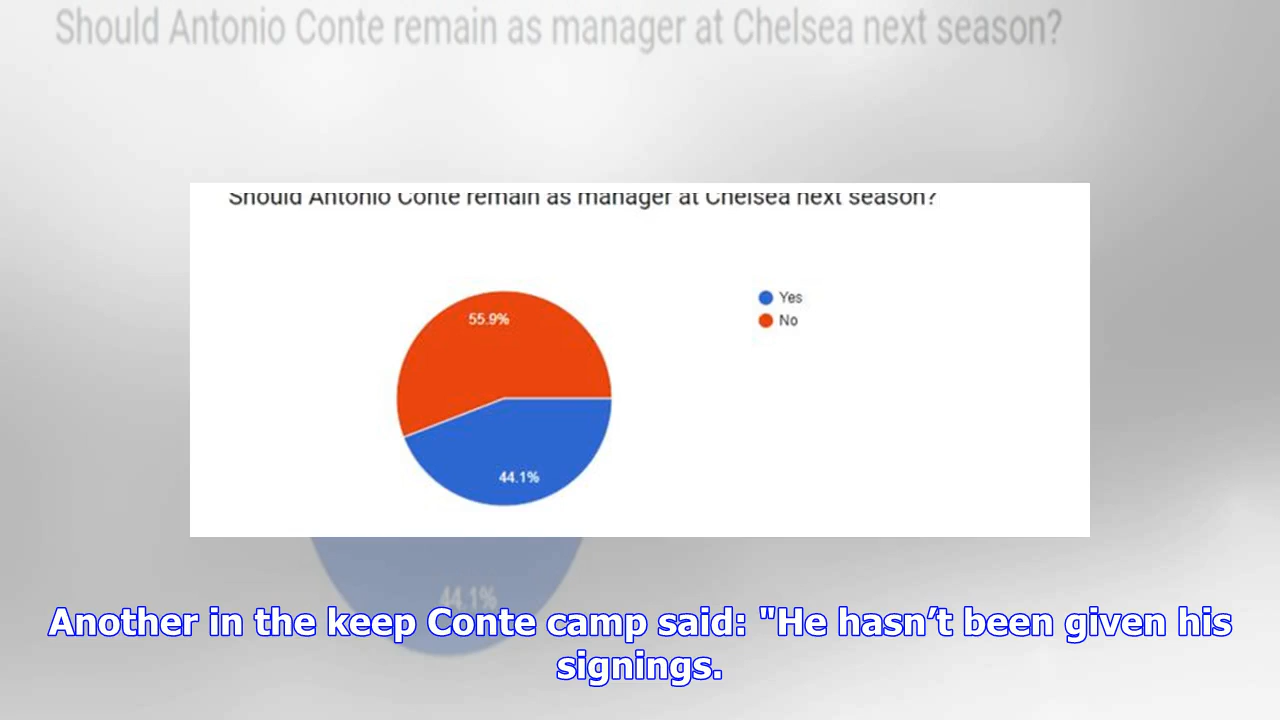 Should Antonio Conte remain as manager at Chelsea next season?
Should Antonio Conte remain as manager at Chelsea next season?
Yes
No
55.9%
44.1%
44.1%
Another in the keep Conte camp said: "He hasn’t been given his
signings.